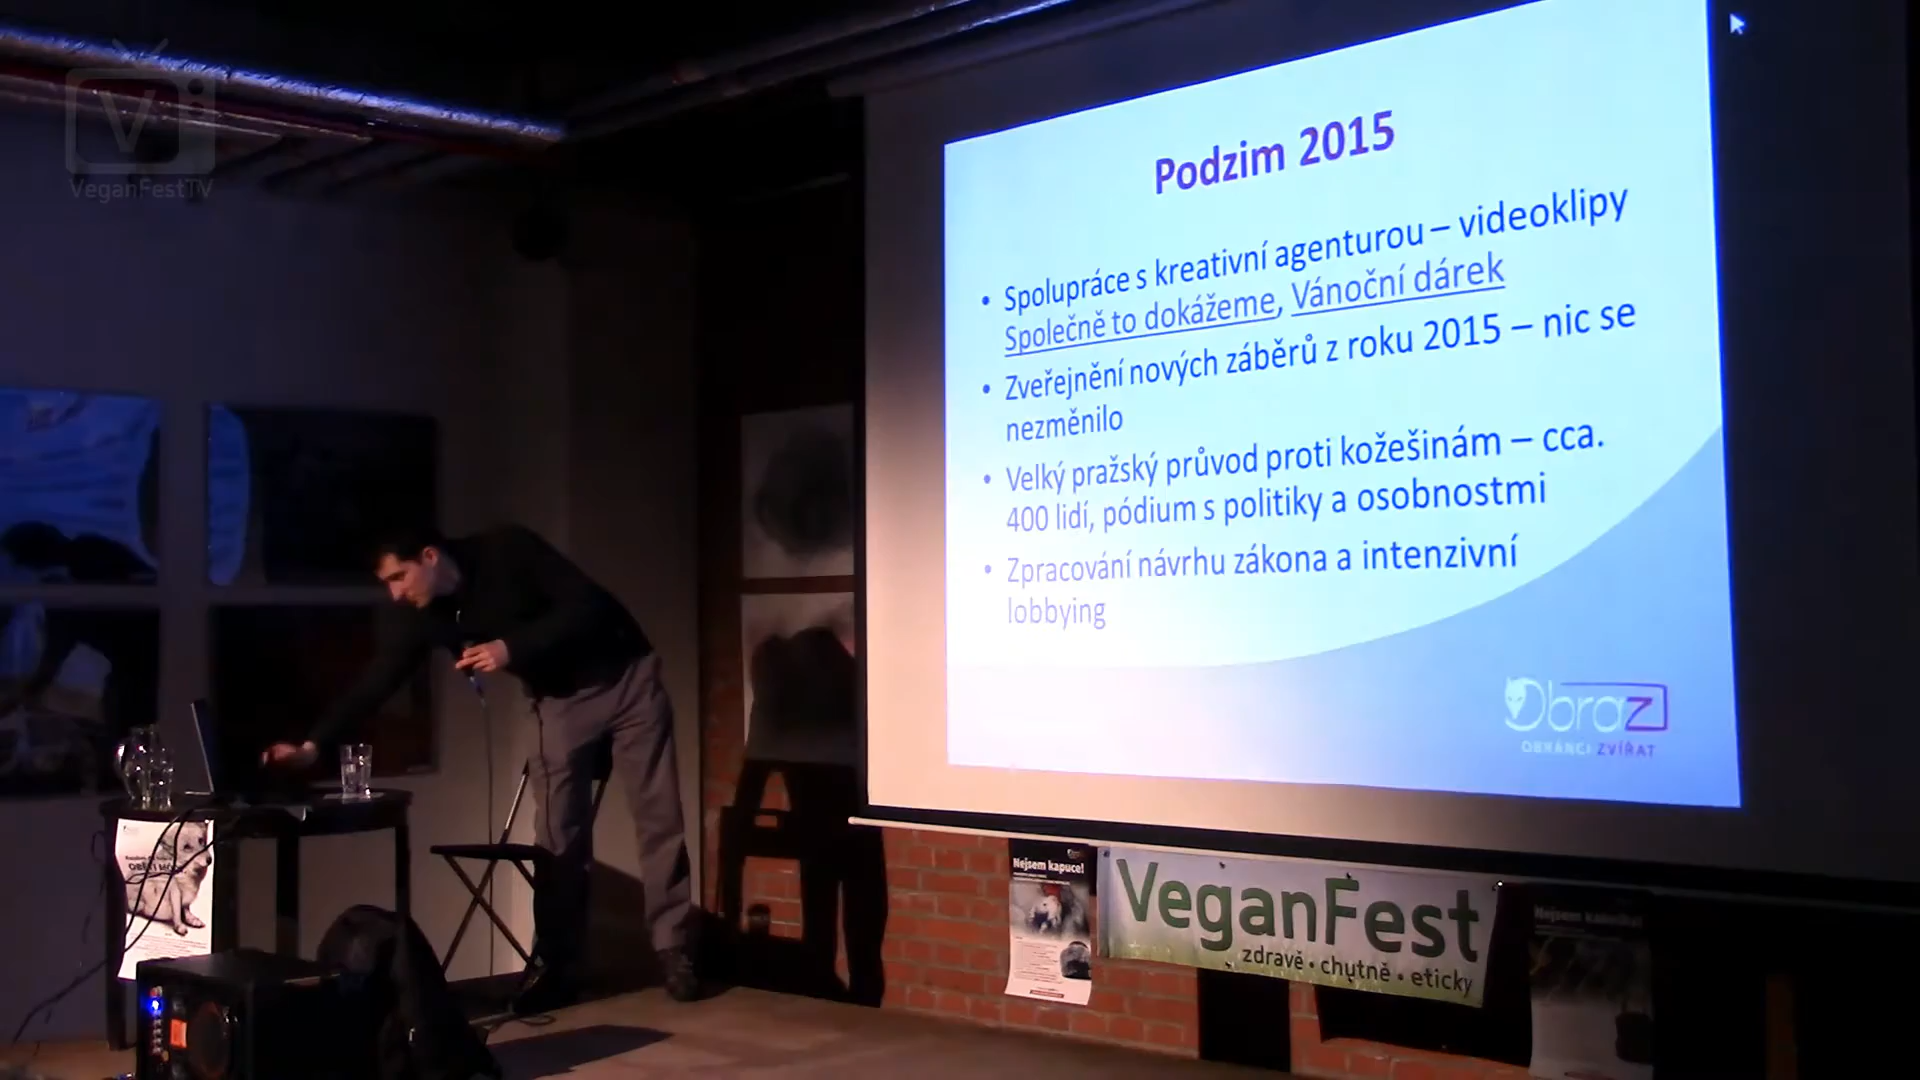 VeganFestTV
Podzim 2015
• Spolupráce s kreativní agenturou – videoklipy
Společně to dokážeme, Vánoční dárek
• Zveřejnění nových záběrů z roku 2015 – nic se
nezměnilo
• Velký pražský průvod proti kožešinám – cca.
400 lidí, pódium s politiky a osobnostmi
• Zpracování návrhu zákona a intenzivní
lobbying
Obraz
OBRÁNCI ZVÍŘAT
Nejsem kapuce!
VeganFest
zdravě • chutně • eticky